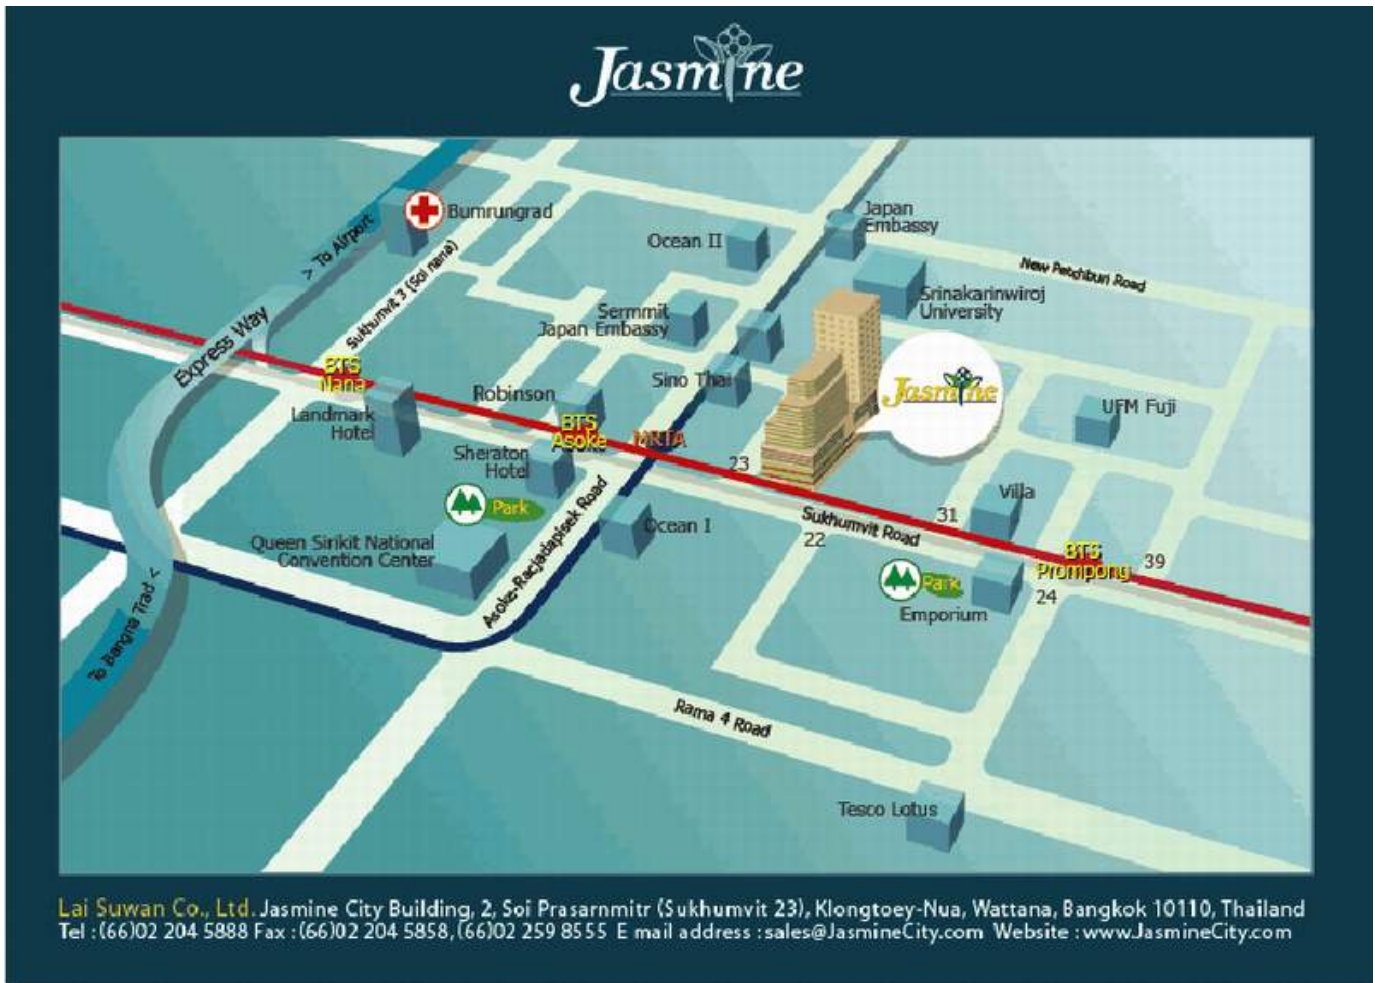 Jasmine
Bumrungrad
> To Airport
Sukhumvit 3 (Soi nana)
Express Way
Japan
Embassy
Ocean II
New Petchburi Road
Srinakarinwiroj
University
Sermmit
Japan Embassy
Sino Thai
Jasmine
BTS
Nana
Robinson
Landmark
Hotel
BTS
Asoke
Asoke
MRTA
UFM Fuji
Sheraton
Hotel
23
Park
Villa
31
Sukhumvit Road
22
Ocean I
Queen Sirikit National
Convention Center
Asoke-Racjadapisek Road
BTS
Prompong
39
Park
24
Emporium
To Bangna Trad <
Rama 4 Road
Tesco Lotus
Lai Suwan Co., Ltd. Jasmine City Building, 2, Soi Prasarnmitr (Sukhumvit 23), Klongtoey-Nua, Wattana, Bangkok 10110, Thailand
Tel :(66)02 204 5888 Fax :(66)02 204 5858, (66)02 259 8555 E mail address :sales@JasmineCity.com Website :www.JasmineCity.com